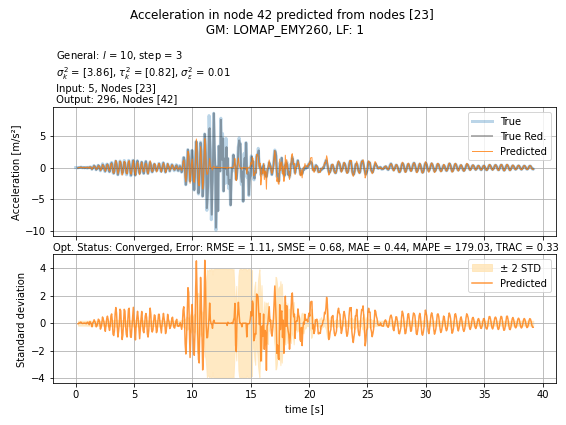 Acceleration in node 42 predicted from nodes [23]
GM: LOMAP_EMY260, LF: 1
General: l = 10, step = 3
σ²ₖ = [3.86], τ²ₖ = [0.82], σ²ε = 0.01
Input: 5, Nodes [23]
Output: 296, Nodes [42]
Acceleration [m/s²]
5
0
−5
−10
True
True Red.
Predicted
Opt. Status: Converged, Error: RMSE = 1.11, SMSE = 0.68, MAE = 0.44, MAPE = 179.03, TRAC = 0.33
Standard deviation
4
2
0
−2
−4
± 2 STD
Predicted
0 5 10 15 20 25 30 35 40
time [s]